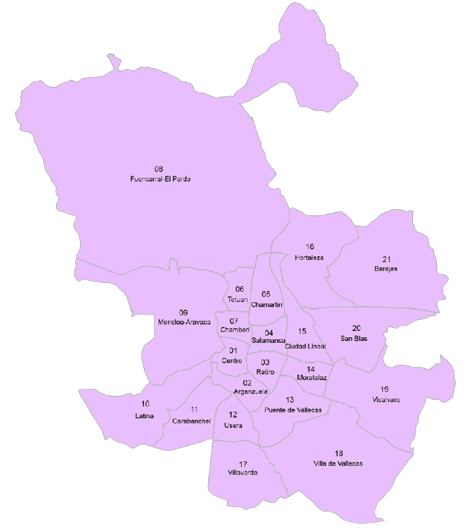 08
Fuencarral-El Pardo
16
Hortaleza
21
Barajas
06
Tetuan
05
Chamartin
09
Moncloa-Aravaca
07
Chamberi
04
Salamanca
15
Ciudad Lineal
20
San Blas
01
Centro
03
Retiro
14
Moratalaz
02
Arganzuela
19
Vicalvaro
10
Latina
11
Carabanchel
12
Usera
13
Puente de Vallecas
17
Villaverde
18
Villa de Vallecas